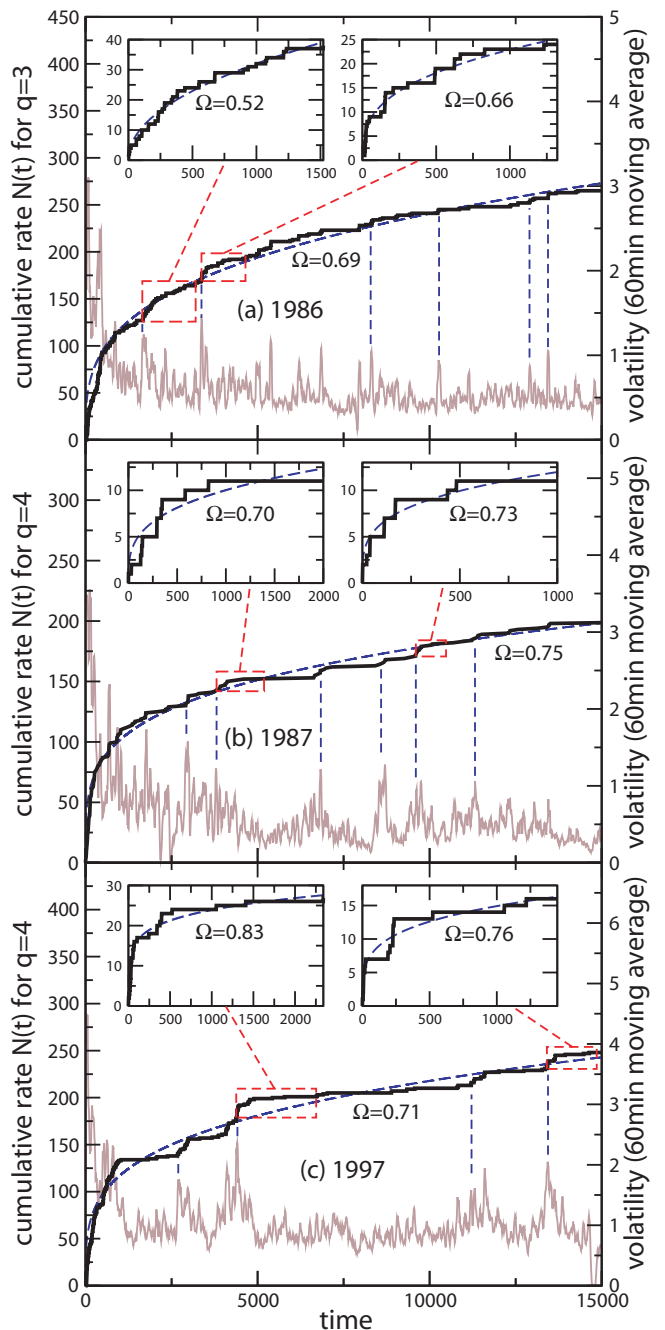 cumulative rate N(t) for q=3
450
400
350
300
250
200
150
100
50
0
40
30
20
10
0
0 500 1000 1500
Ω=0.52
25
20
15
10
5
0
0 500 1000
Ω=0.66
Ω=0.69
(a) 1986
5
4
3
2
1
0
volatility (60min moving average)
cumulative rate N(t) for q=4
300
250
200
150
100
50
0
10
5
0
0 500 1000 1500 2000
Ω=0.70
10
5
0
0 500 1000
Ω=0.73
Ω=0.75
(b) 1987
5
4
3
2
1
0
volatility (60min moving average)
cumulative rate N(t) for q=4
400
350
300
250
200
150
100
50
0
30
20
10
0
0 500 1000 1500 2000
Ω=0.83
15
10
5
0
0 500 1000
Ω=0.76
Ω=0.71
(c) 1997
6
5
4
3
2
1
0
volatility (60min moving average)
0 5000 10000 15000
time